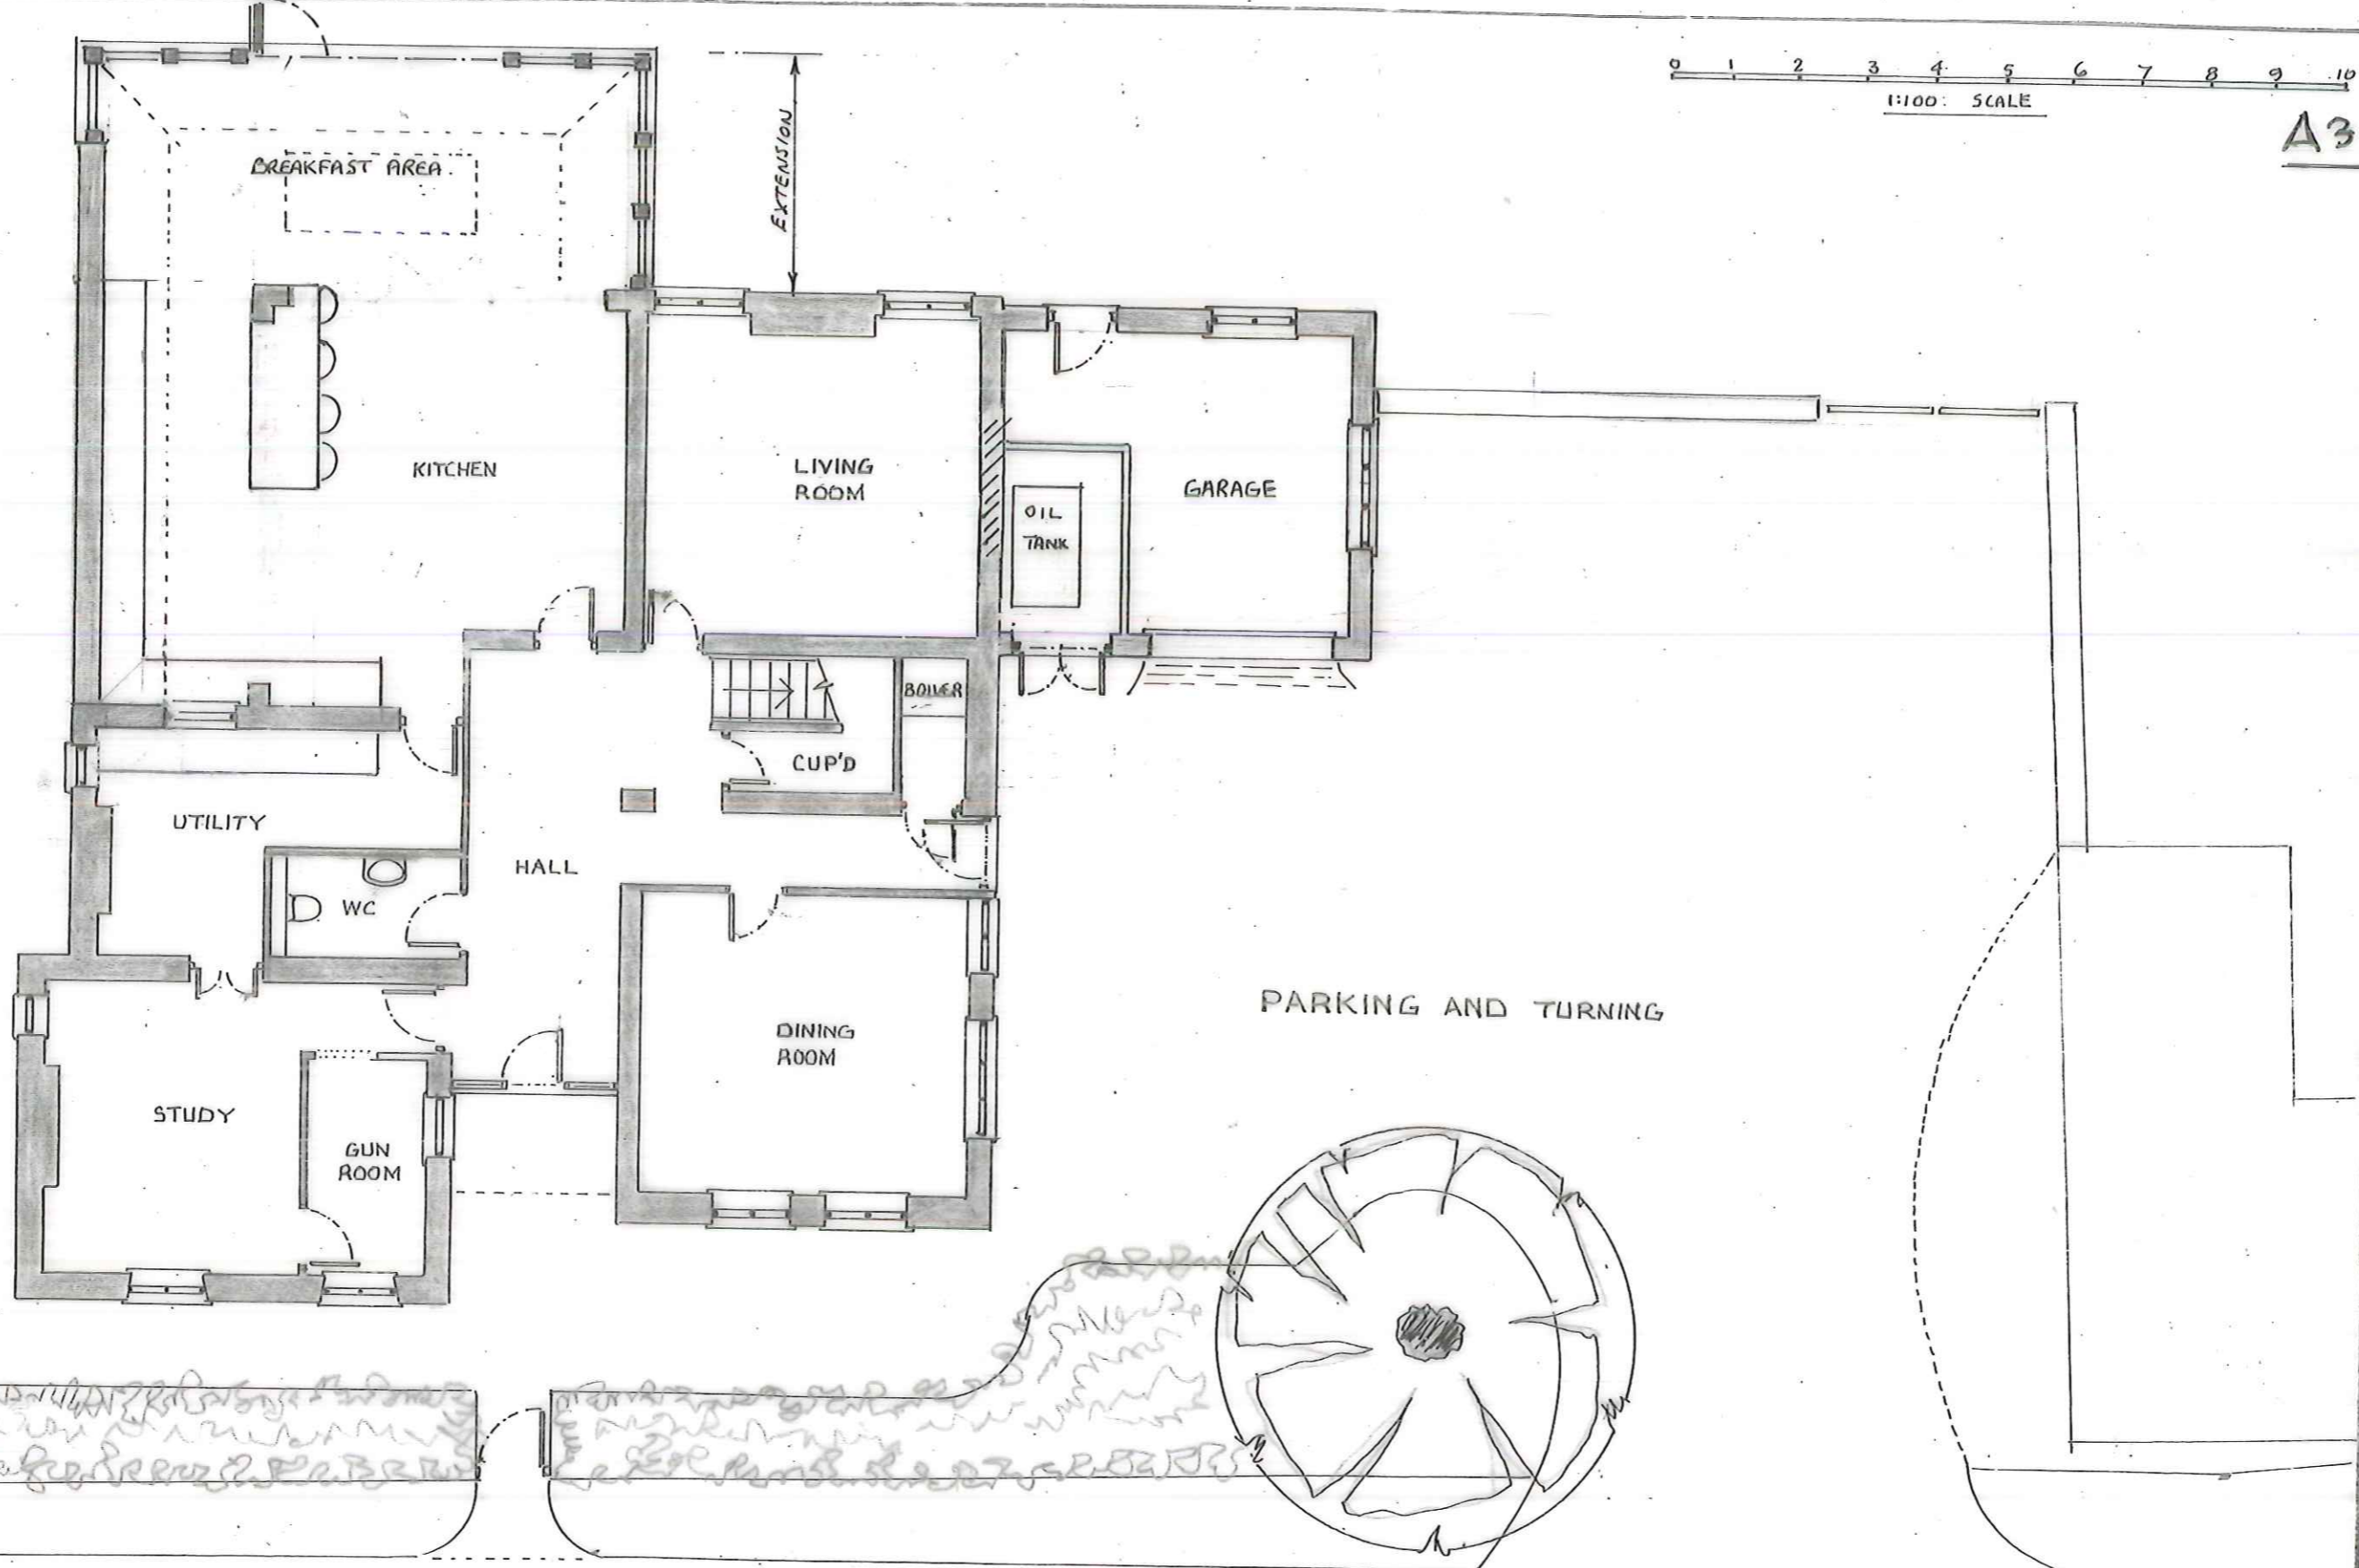 0 1 2 3 4 5 6 7 8 9 10
1:100: SCALE
A3
EXTENSION
BREAKFAST AREA.
KITCHEN
LIVING
ROOM
GARAGE
OIL
TANK
BOILER
CUP'D
UTILITY
HALL
WC
DINING
ROOM
PARKING AND TURNING
STUDY
GUN
ROOM